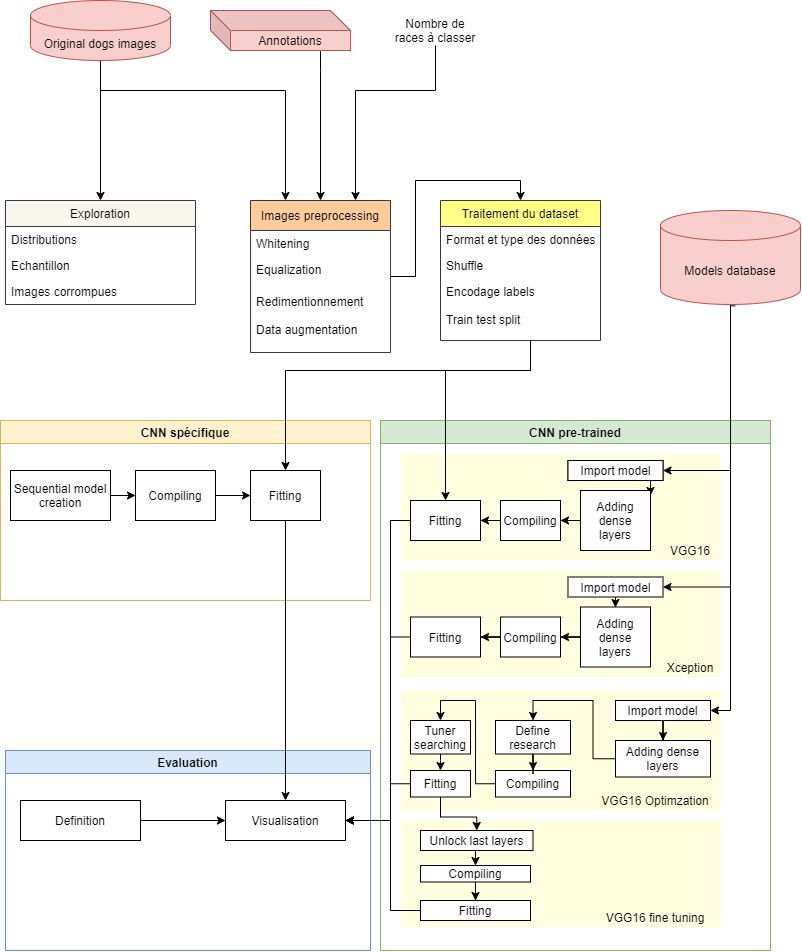 Original dogs images
Annotations
Nombre de
races à classer
Exploration
Distributions
Echantillon
Images corrompues
Images preprocessing
Whitening
Equalization
Redimentionnement
Data augmentation
Traitement du dataset
Format et type des données
Shuffle
Encodage labels
Train test split
Models database
CNN spécifique
Sequential model
creation
Compiling
Fitting
CNN pre-trained
Import model
Adding
dense
layers
Compiling
Fitting
VGG16
Import model
Adding
dense
layers
Compiling
Fitting
Xception
Import model
Adding dense
layers
Define
research
Compiling
Tuner
searching
Fitting
VGG16 Optimzation
Unlock last layers
Compiling
Fitting
VGG16 fine tuning
Evaluation
Definition
Visualisation